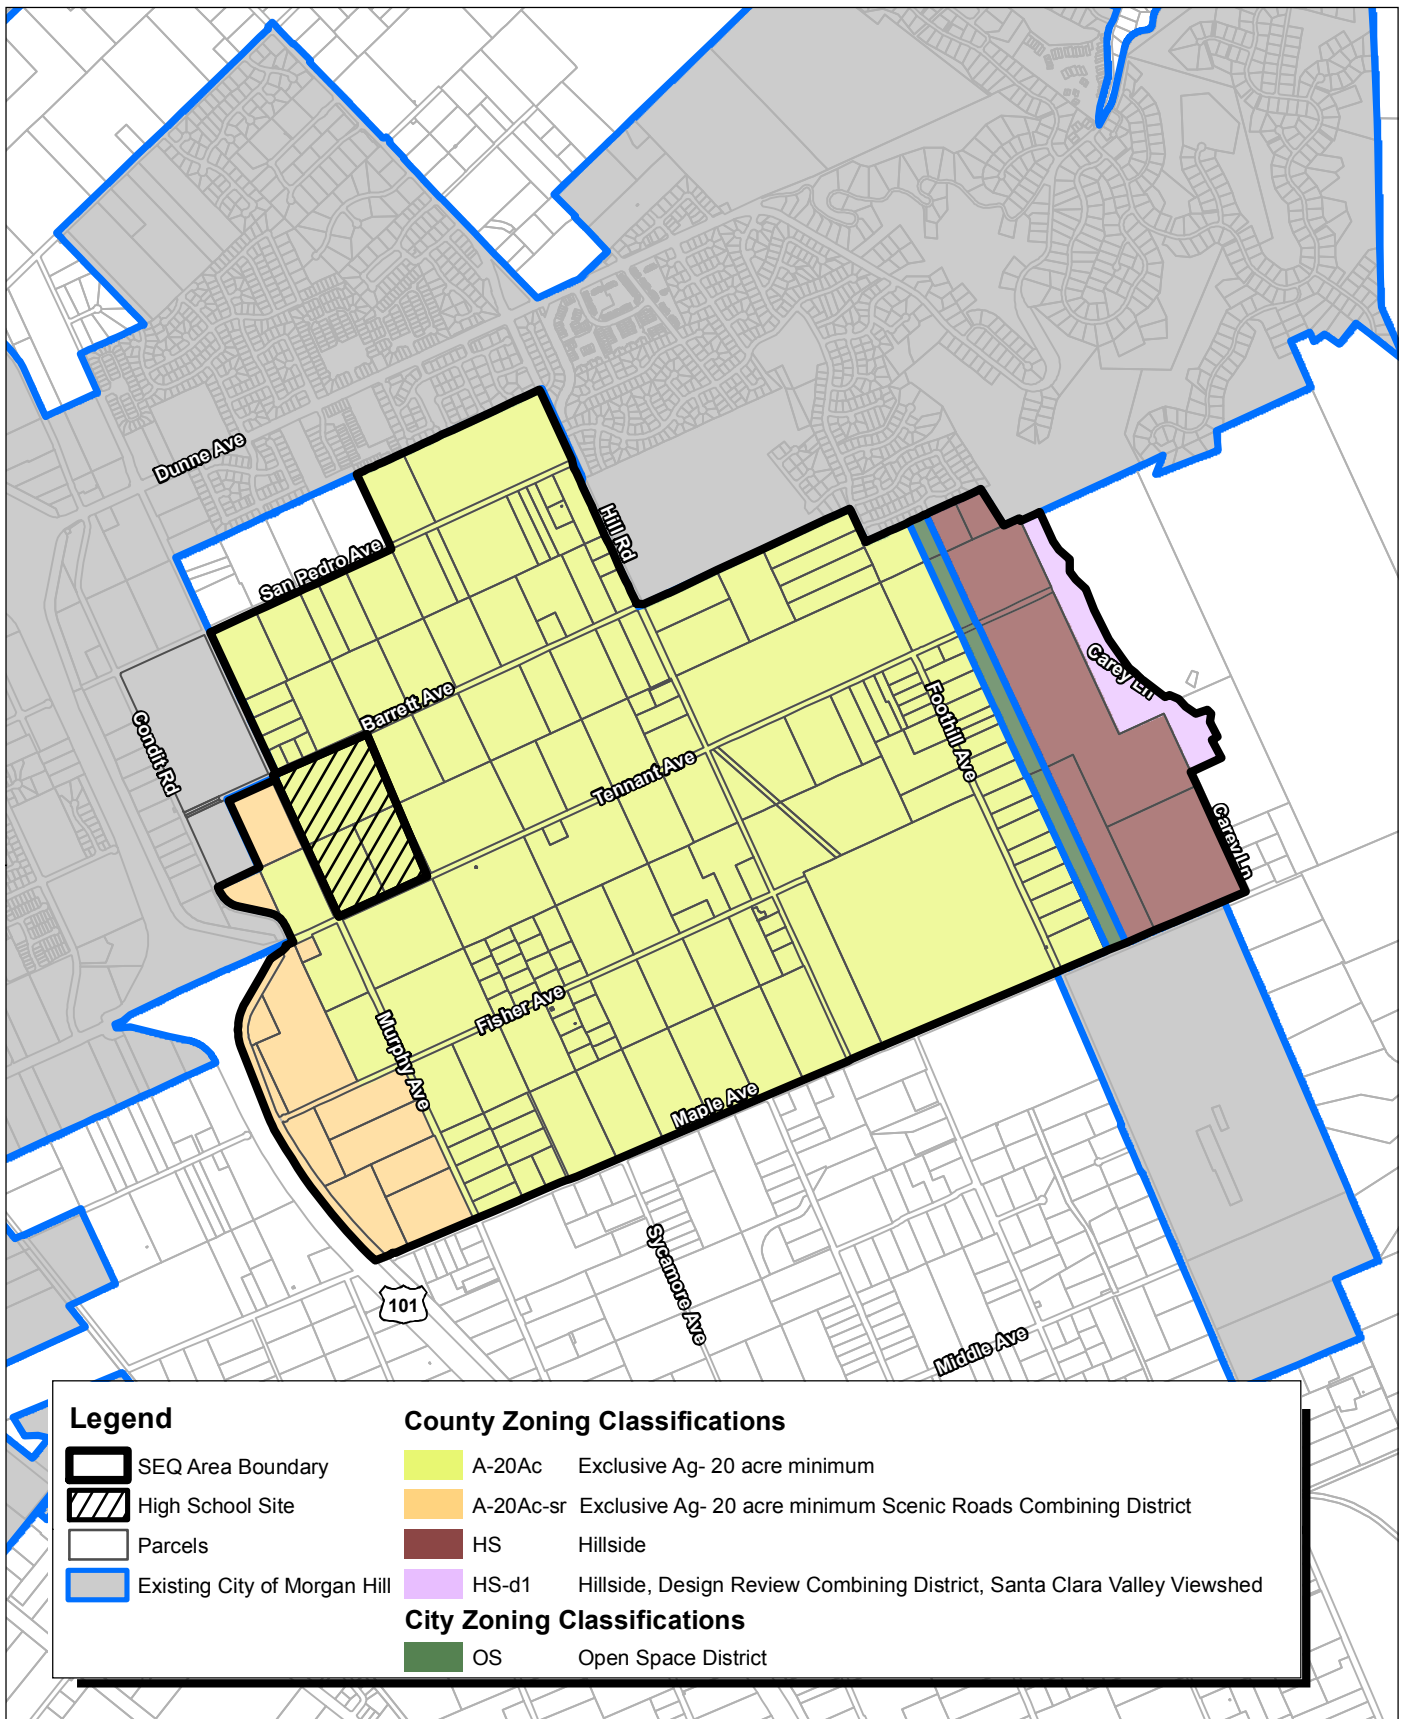 Dunne Ave
Hill Rd
San Pedro Ave
Carey Ln
Barrett Ave
Foothill Ave
Condit Rd
Tennant Ave
Carey Ln
Fisher Ave
Murphy Ave
Maple Ave
Sycamore Ave
101
Middle Ave
Legend
SEQ Area Boundary
High School Site
Parcels
Existing City of Morgan Hill
County Zoning Classifications
A-20Ac Exclusive Ag- 20 acre minimum
A-20Ac-sr Exclusive Ag- 20 acre minimum Scenic Roads Combining District
HS Hillside
HS-d1 Hillside, Design Review Combining District, Santa Clara Valley Viewshed
City Zoning Classifications
OS Open Space District